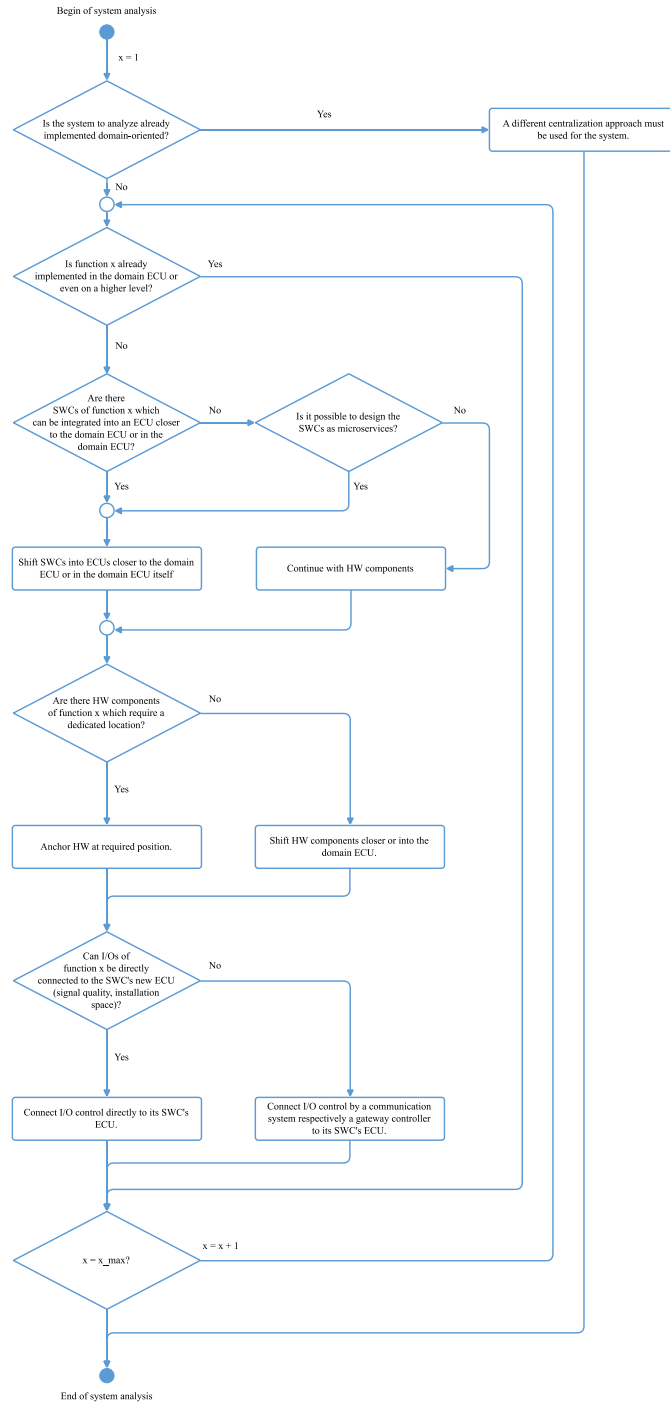 Begin of system analysis
x = 1
Is the system to analyze already
implemented domain-oriented?
Yes
A different centralization approach must
be used for the system.
No
Is function x already
implemented in the domain ECU or
even on a higher level?
Yes
No
Are there
SWCs of function x which
can be integrated into an ECU closer
to the domain ECU or in the
domain ECU?
No
Is it possible to design the
SWCs as microservices?
No
Yes
Yes
Shift SWCs into ECUs closer to the domain
ECU or in the domain ECU itself
Continue with HW components
Are there HW components
of function x which require a
dedicated location?
No
Yes
Anchor HW at required position.
Shift HW components closer or into the
domain ECU.
Can I/Os of
function x be directly
connected to the SWC's new ECU
(signal quality, installation
space)?
No
Yes
Connect I/O control directly to its SWC's
ECU.
Connect I/O control by a communication
system respectively a gateway controller
to its SWC's ECU.
x = x_max?
x = x + 1
End of system analysis